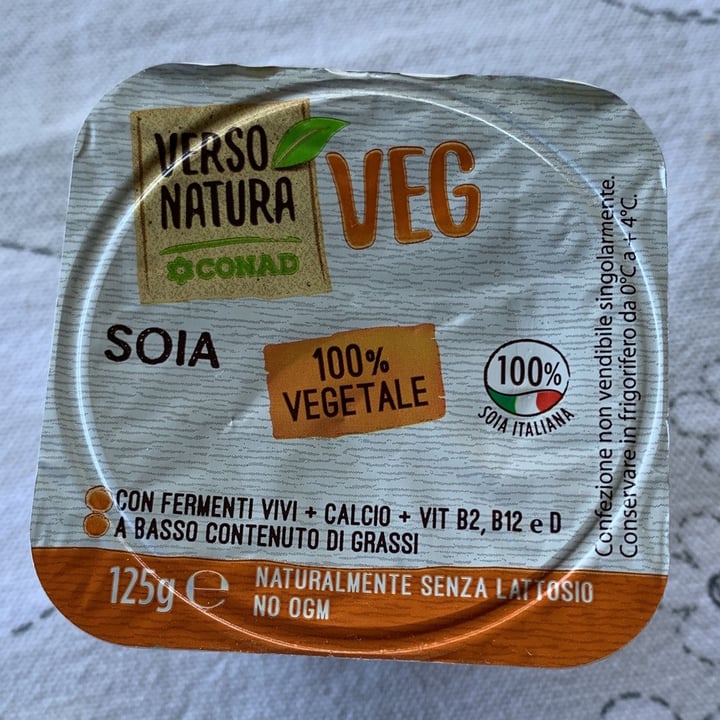 VERSO
NATURA
CONAD
VEG
SOIA
100%
VEGETALE
100%
SOIA ITALIANA
CON FERMENTI VIVI + CALCIO + VIT B2, B12 e D
A BASSO CONTENUTO DI GRASSI
125g e
NATURALMENTE SENZA LATTOSIO
NO OGM
Confezione non vendibile singolarmente.
Conservare in frigorifero da 0°C a + 4°C.